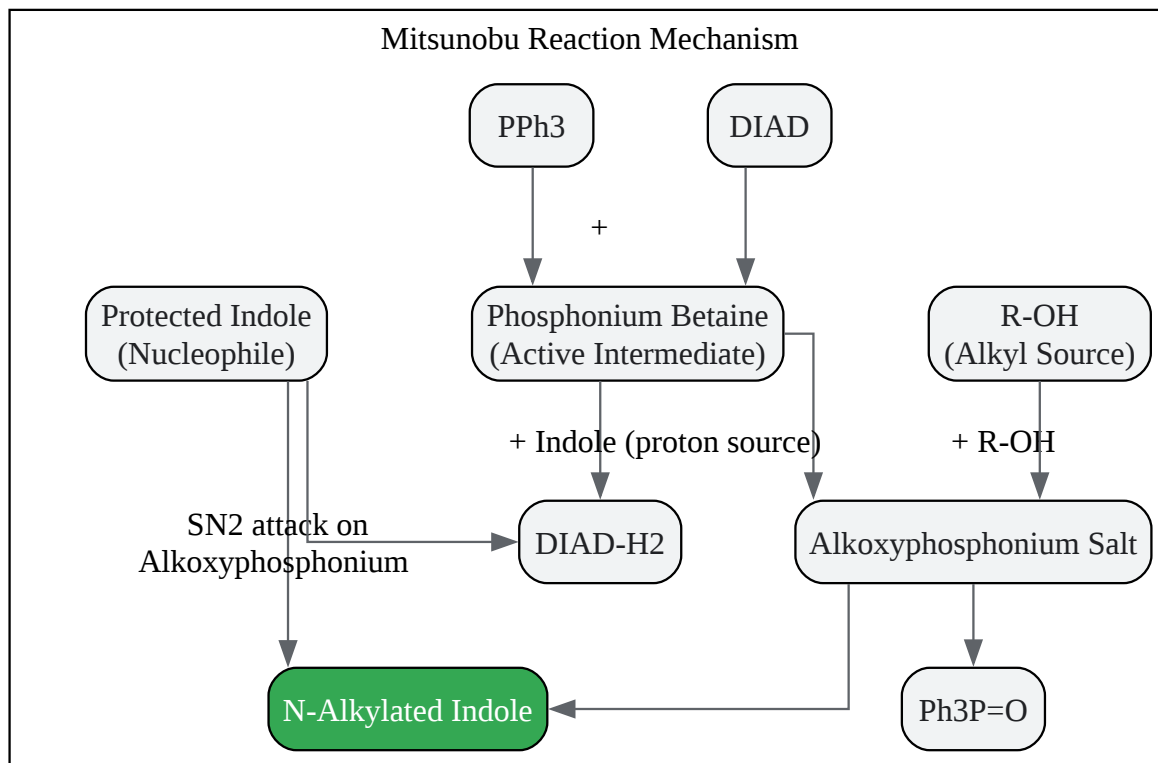 Mitsunobu Reaction Mechanism
PPh3
DIAD
+
Protected Indole
(Nucleophile)
Phosphonium Betaine
(Active Intermediate)
R-OH
(Alkyl Source)
+ Indole (proton source)
+ R-OH
SN2 attack on
Alkoxyphosphonium
DIAD-H2
Alkoxyphosphonium Salt
N-Alkylated Indole
Ph3P=O